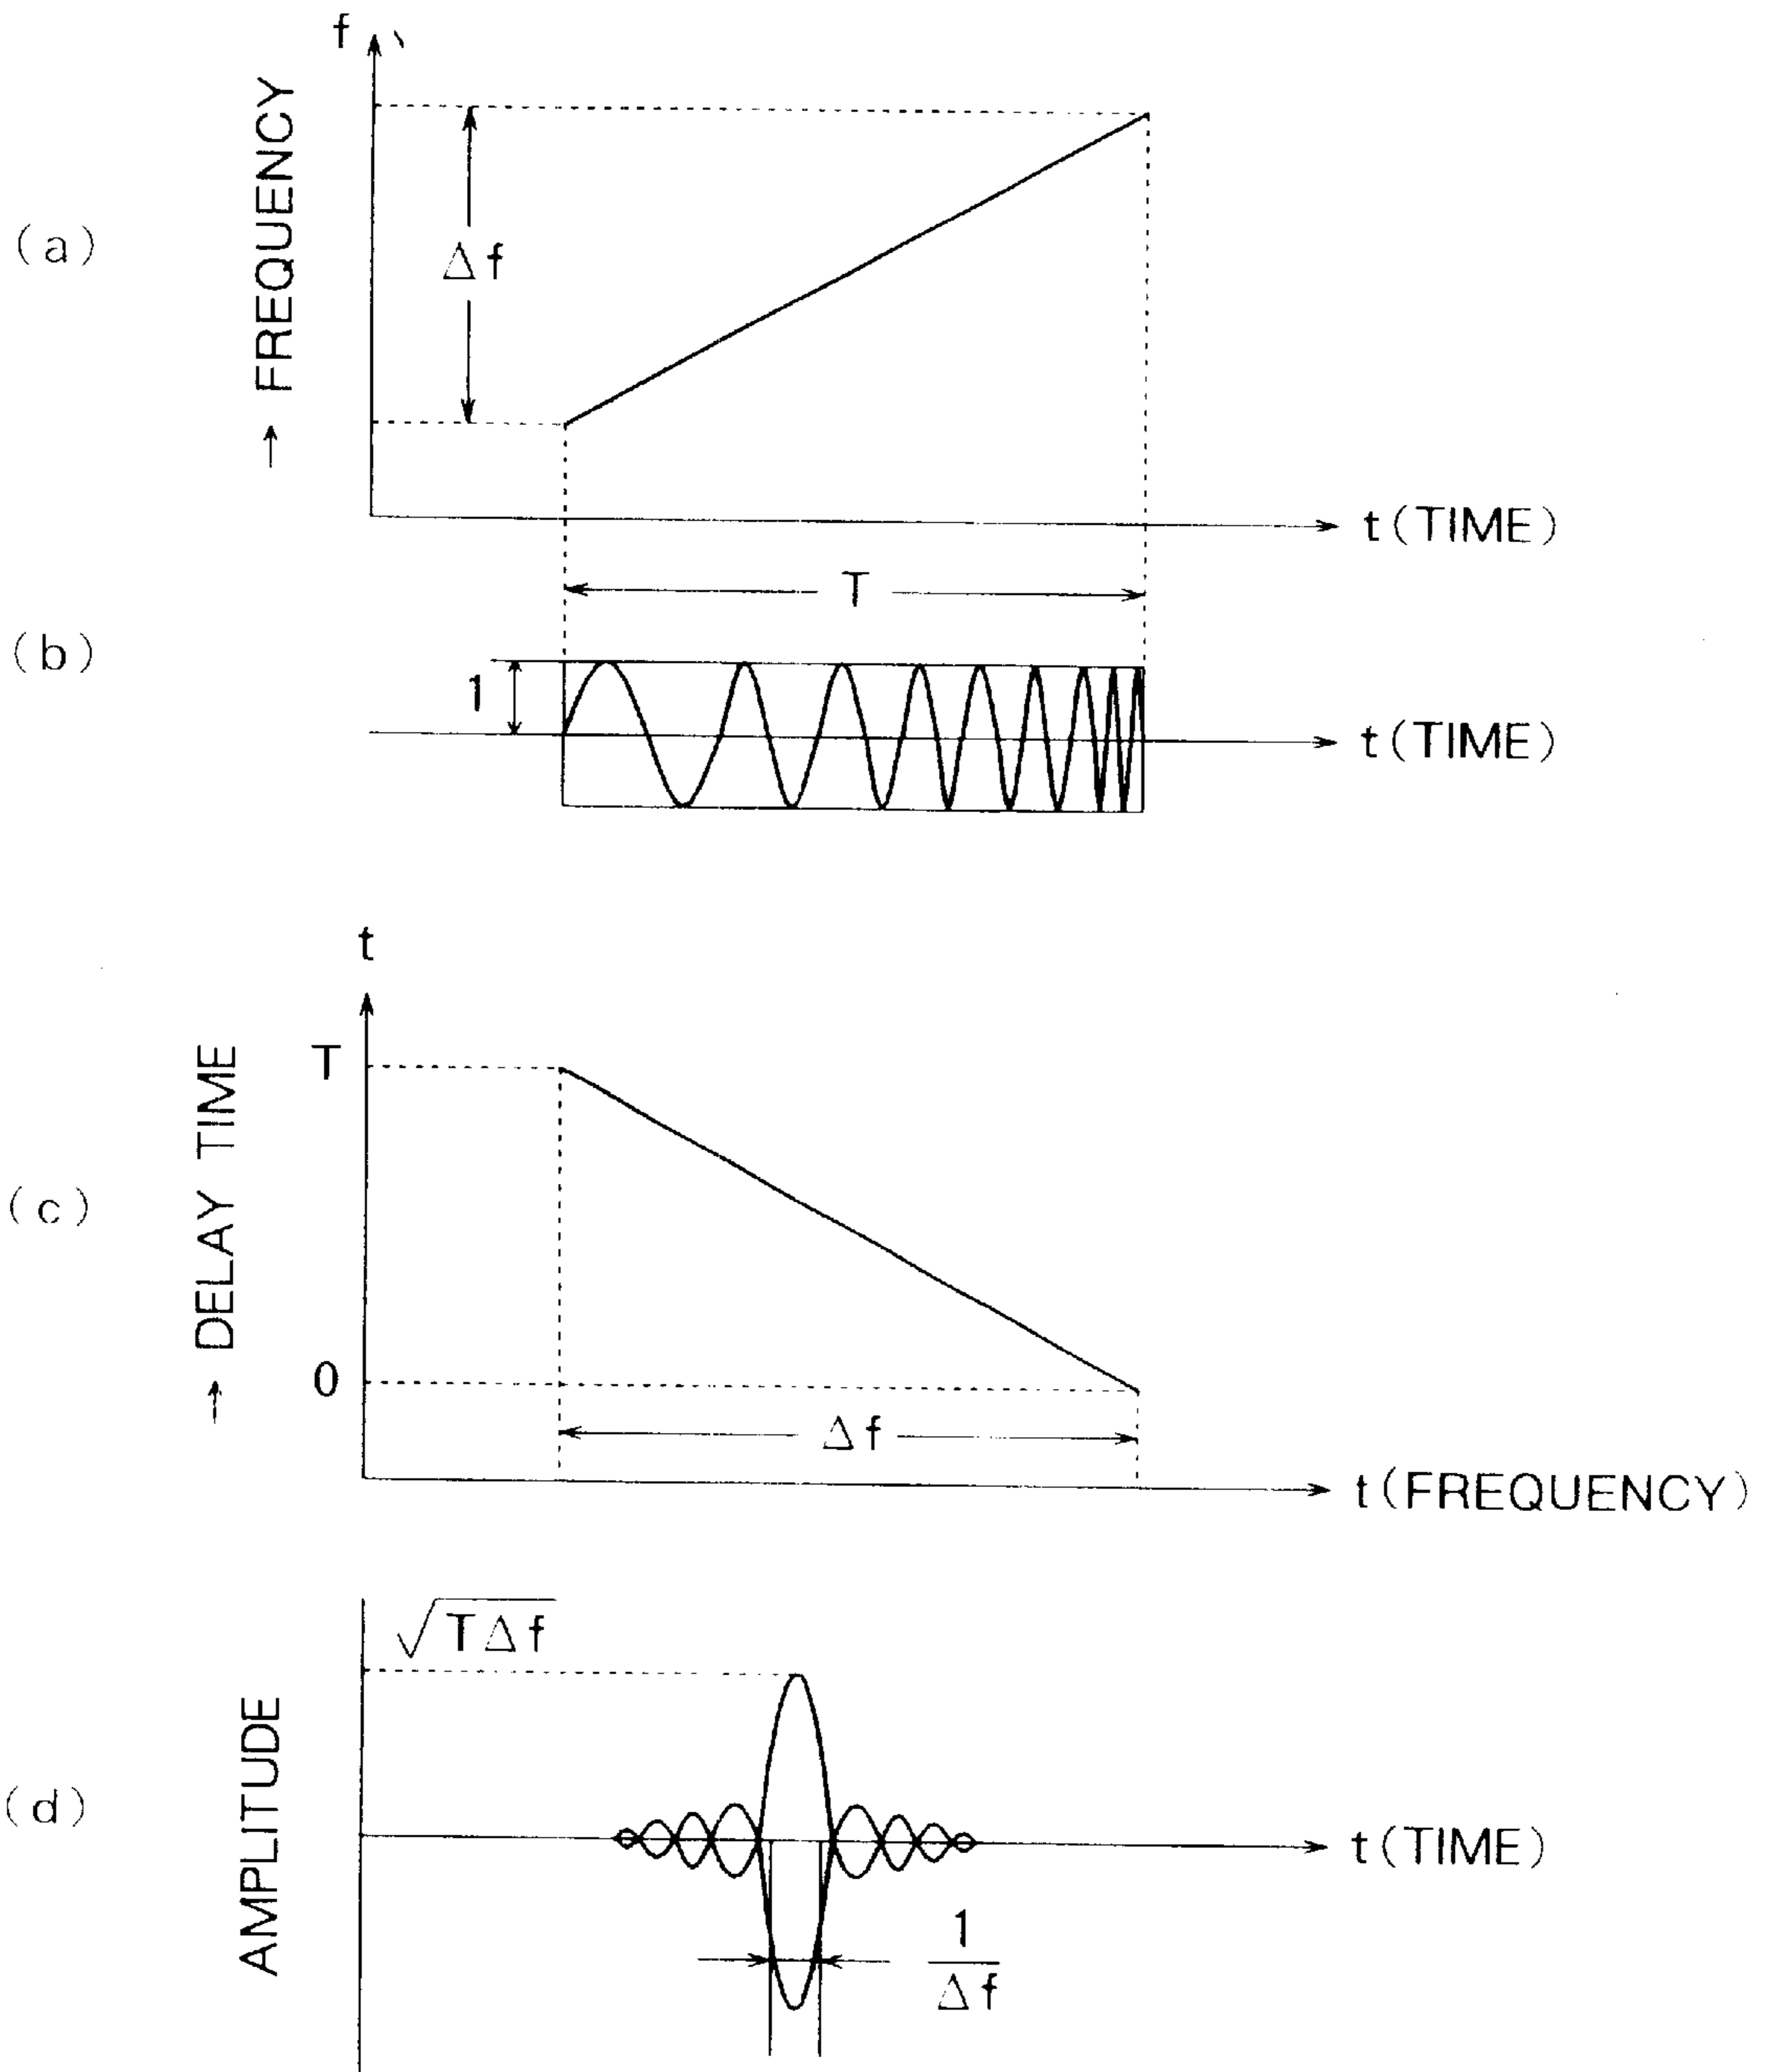 (a)
f
→ FREQUENCY
Δf
t(TIME)
T
(b)
1
t(TIME)
(c)
t
→ DELAY TIME
T
0
Δf
t(FREQUENCY)
(d)
AMPLITUDE
√TΔf
t(TIME)
1
Δf